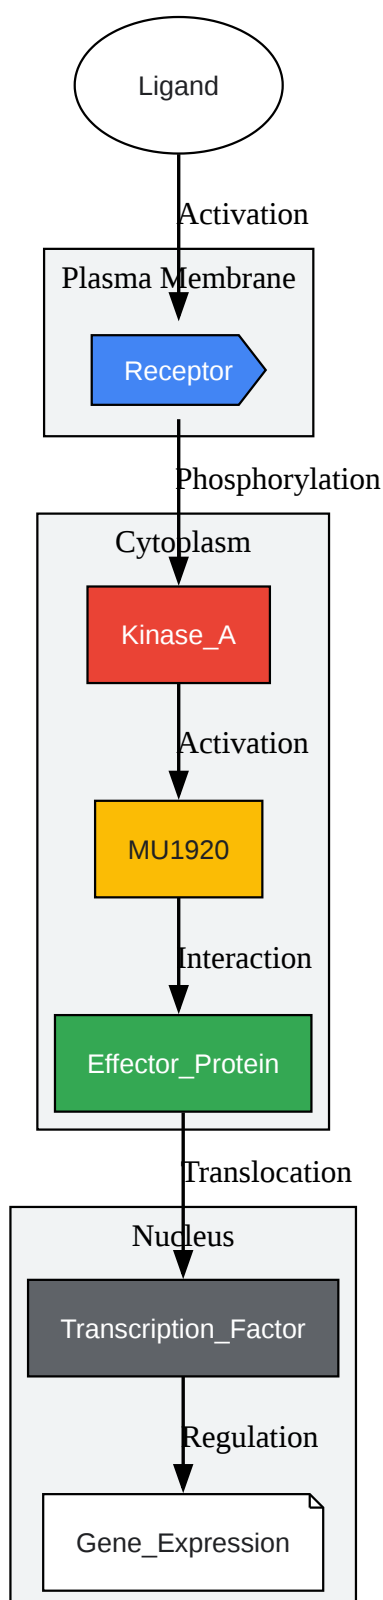 Ligand
Activation
Plasma Membrane
Receptor
Phosphorylation
Cytoplasm
Kinase_A
Activation
MU1920
Interaction
Effector_Protein
Translocation
Nucleus
Transcription_Factor
Regulation
Gene_Expression